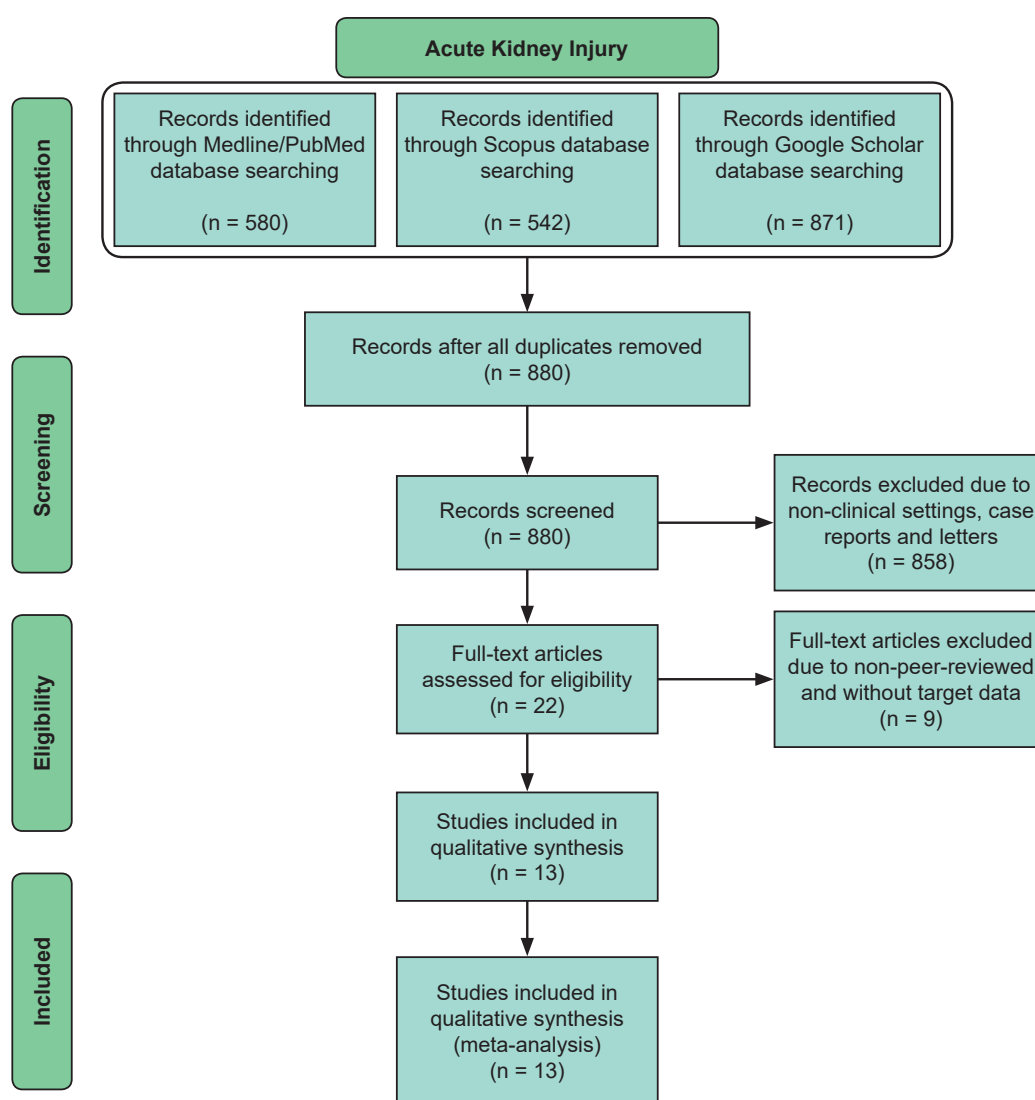 Acute Kidney Injury
Identification
Records identified
through Medline/PubMed
database searching
(n = 580)
Records identified
through Scopus database
searching
(n = 542)
Records identified
through Google Scholar
database searching
(n = 871)
Records after all duplicates removed
(n = 880)
Screening
Records screened
(n = 880)
Records excluded due to
non-clinical settings, case
reports and letters
(n = 858)
Eligibility
Full-text articles
assessed for eligibility
(n = 22)
Full-text articles excluded
due to non-peer-reviewed
and without target data
(n = 9)
Studies included in
qualitative synthesis
(n = 13)
Included
Studies included in
qualitative synthesis
(meta-analysis)
(n = 13)